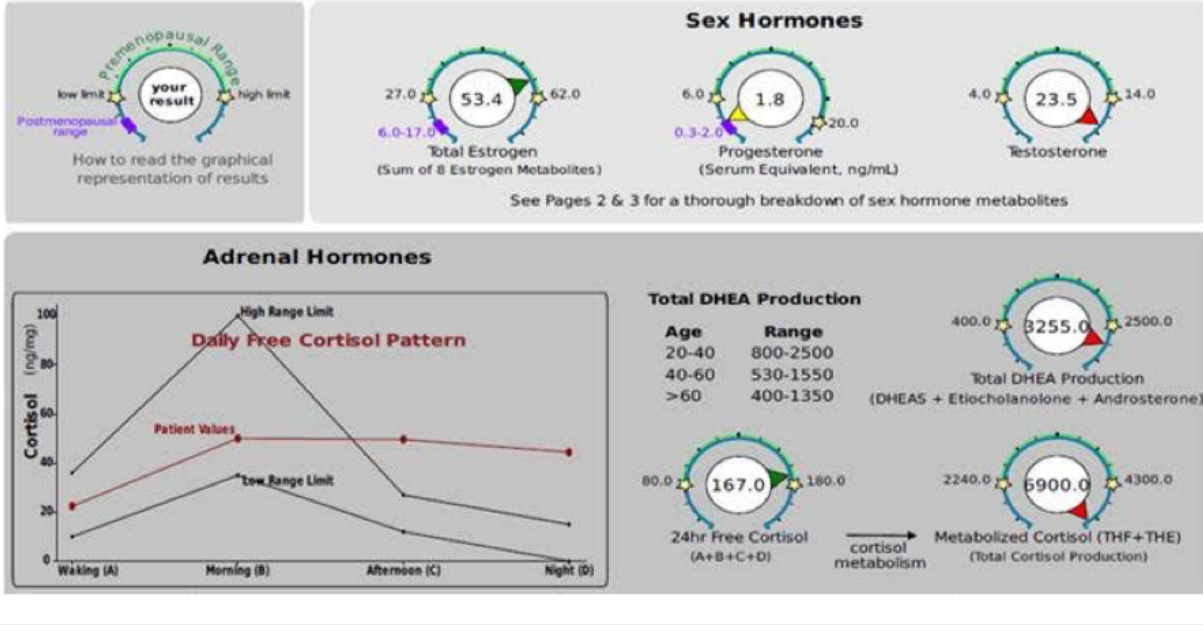 Premenopausal Range
low limit
your
result
high limit
Postmenopausal
range
How to read the graphical
representation of results
Sex Hormones
27.0
53.4
62.0
6.0-17.0
Total Estrogen
(Sum of 8 Estrogen Metabolites)
6.0
1.8
20.0
0.3-2.0
Progesterone
(Serum Equivalent, ng/mL)
4.0
23.5
14.0
Testosterone
See Pages 2 & 3 for a thorough breakdown of sex hormone metabolites
Adrenal Hormones
Daily Free Cortisol Pattern
Cortisol (ng/mg)
100
80
60
40
20
0
High Range Limit
Patient Values
Low Range Limit
Waking (A)
Morning (B)
Afternoon (C)
Night (D)
Total DHEA Production
Age Range
20-40 800-2500
40-60 530-1550
>60 400-1350
400.0
3255.0
2500.0
Total DHEA Production
(DHEAS + Etiocholanolone + Androsterone)
80.0
167.0
180.0
24hr Free Cortisol
(A+B+C+D)
cortisol
metabolism
2240.0
6900.0
4300.0
Metabolized Cortisol (THF+THE)
(Total Cortisol Production)